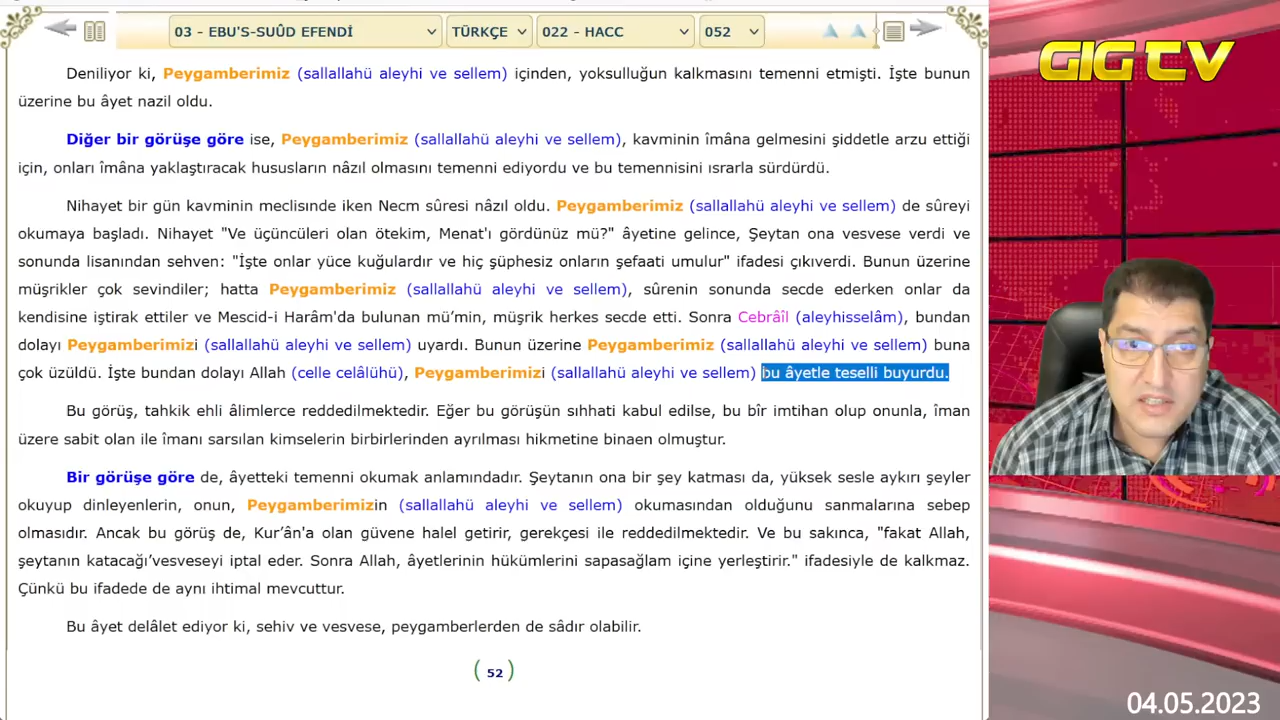 03 - EBU'S-SUÛD EFENDİ
TÜRKÇE
022 - HACC
052
GIG TV
Deniliyor ki, Peygamberimiz (sallallahü aleyhi ve sellem) içinden, yoksulluğun kalkmasını temenni etmişti. İşte bunun
üzerine bu âyet nazil oldu.
Diğer bir görüşe göre ise, Peygamberimiz (sallallahü aleyhi ve sellem), kavminin îmâna gelmesini şiddetle arzu ettiği
için, onları îmâna yaklaştıracak hususların nâzıl olmasını temenni ediyordu ve bu temennisini ısrarla sürdürdü.
Nihayet bir gün kavminin meclisınde iken Necm sûresi nâzıl oldu. Peygamberimiz (sallallahü aleyhi ve sellem) de sûreyi
okumaya başladı. Nihayet "Ve üçüncüleri olan ötekim, Menat'ı gördünüz mü?" âyetine gelince, Şeytan ona vesvese verdi ve
sonunda lisanından sehven: "İşte onlar yüce kuğulardır ve hiç şüphesiz onların şefaati umulur" ifadesi çıkıverdi. Bunun üzerine
müşrikler çok sevindiler; hatta Peygamberimiz (sallallahü aleyhi ve sellem), sûrenin sonunda secde ederken onlar da
kendisine iştirak ettiler ve Mescid-i Harâm'da bulunan mü’min, müşrik herkes secde etti. Sonra Cebrâîl (aleyhisselâm), bundan
dolayı Peygamberimizi (sallallahü aleyhi ve sellem) uyardı. Bunun üzerine Peygamberimiz (sallallahü aleyhi ve sellem) buna
çok üzüldü. İşte bundan dolayı Allah (celle celâlühü), Peygamberimizi (sallallahü aleyhi ve sellem) bu âyetle teselli buyurdu.
Bu görüş, tahkik ehli âlimlerce reddedilmektedir. Eğer bu görüşün sıhhati kabul edilse, bu bîr imtihan olup onunla, îman
üzere sabit olan ile îmanı sarsılan kimselerin birbirlerinden ayrılması hikmetine binaen olmuştur.
Bir görüşe göre de, âyetteki temenni okumak anlamındadır. Şeytanın ona bir şey katması da, yüksek sesle aykırı şeyler
okuyup dinleyenlerin, onun, Peygamberimizin (sallallahü aleyhi ve sellem) okumasından olduğunu sanmalarına sebep
olmasıdır. Ancak bu görüş de, Kur’ân'a olan güvene halel getirir, gerekçesi ile reddedilmektedir. Ve bu sakınca, "fakat Allah,
şeytanın katacağı’vesveseyi iptal eder. Sonra Allah, âyetlerinin hükümlerini sapasağlam içine yerleştirir." ifadesiyle de kalkmaz.
Çünkü bu ifadede de aynı ihtimal mevcuttur.
Bu âyet delâlet ediyor ki, sehiv ve vesvese, peygamberlerden de sâdır olabilir.
( 52 )
04.05.2023